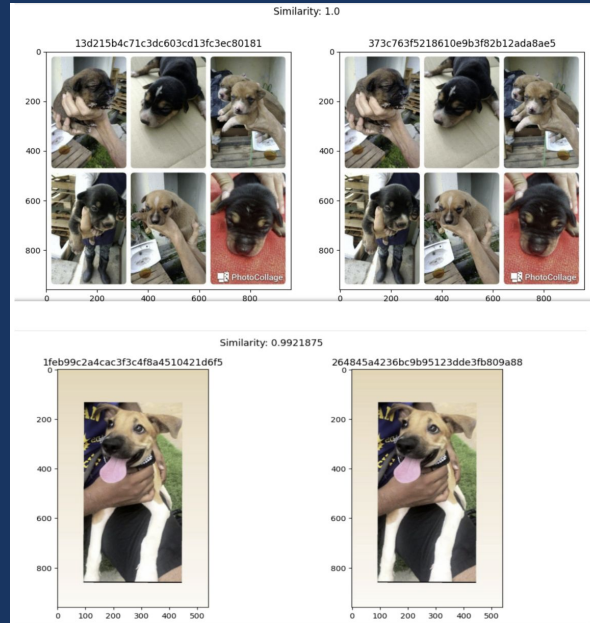 Similarity: 1.0
13d215b4c71c3dc603cd13fc3ec80181 373c763f5218610e9b3f82b12ada8ae5
0 0
200 200
400 400
600 600
800 800
PhotoCollage PhotoCollage
0 200 400 600 800 0 200 400 600 800
Similarity: 0.9921875
1feb99c2a4cac3f3c4f8a4510421d6f5 264845a4236bc9b95123dde3fb809a88
0 0
200 200
400 400
600 600
800 800
0 100 200 300 400 500 0 100 200 300 400 500